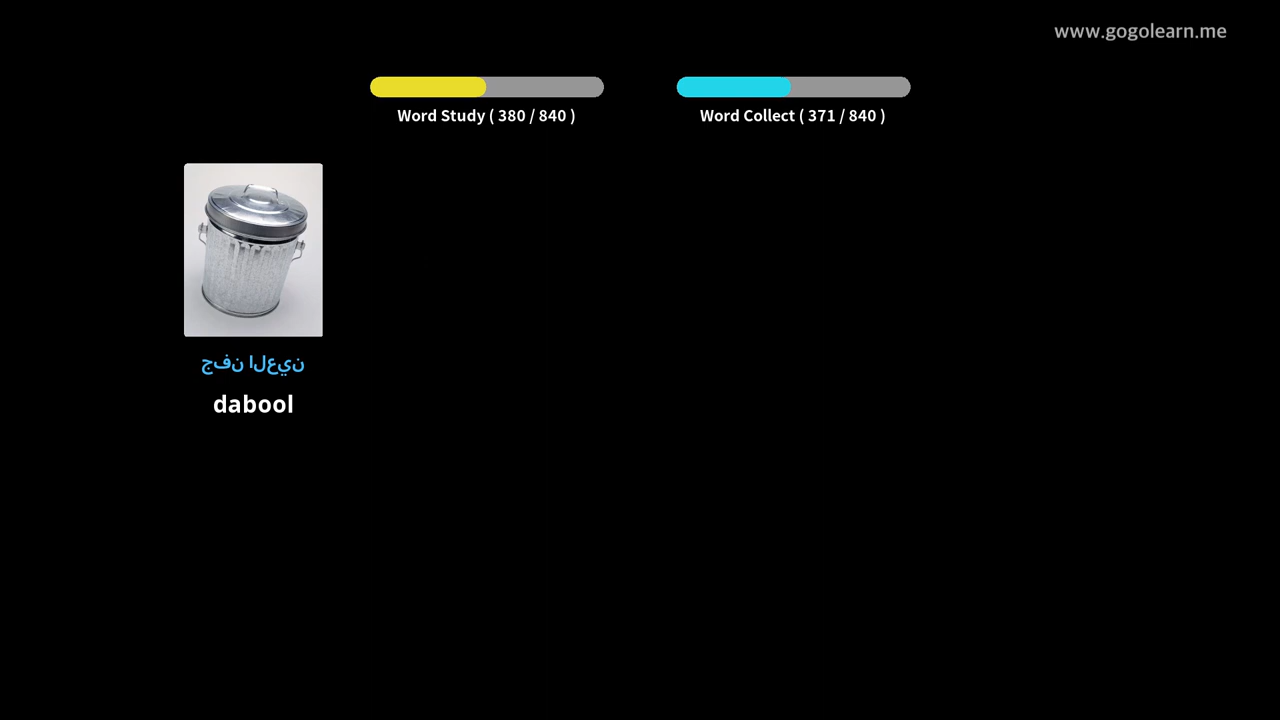 www.gogolearn.me
Word Study ( 380 / 840 )
Word Collect ( 371 / 840 )
جفن العين
dabool